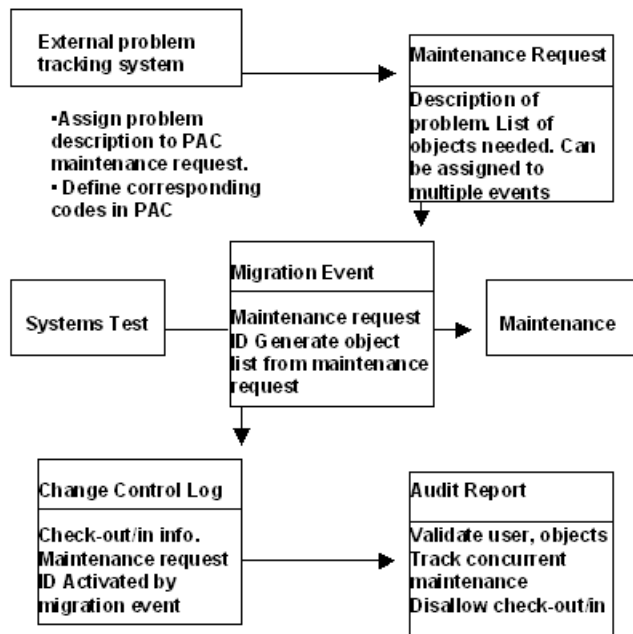 External problem
tracking system
▪Assign problem
description to PAC
maintenance request.
▪ Define corresponding
codes in PAC
Maintenance Request
Description of
problem. List of
objects needed. Can
be assigned to
multiple events
Migration Event
Maintenance request
ID Generate object
list from maintenance
request
Systems Test
Maintenance
Change Control Log
Check-out/in info.
Maintenance request
ID Activated by
migration event
Audit Report
Validate user, objects
Track concurrent
maintenance
Disallow check-out/in